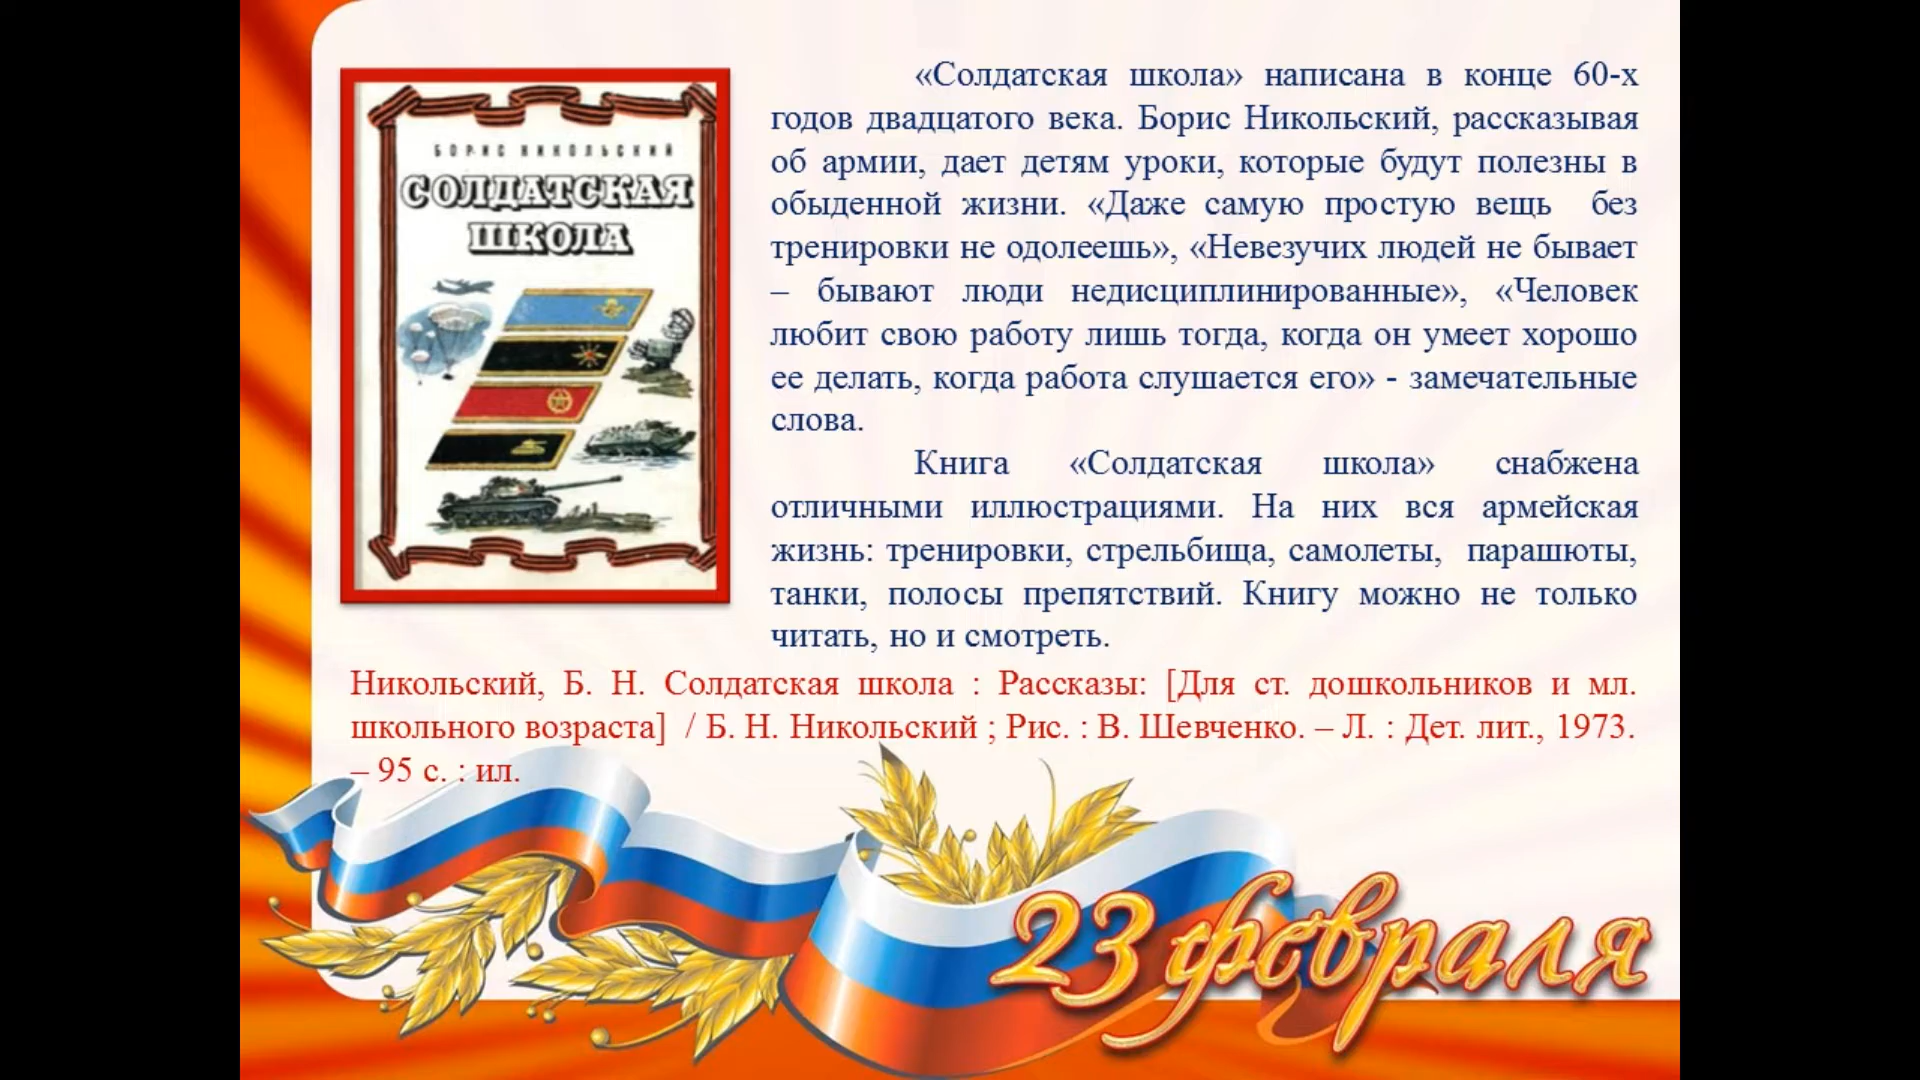 БОРИС НИКОЛЬСКИЙ
СОЛДАТСКАЯ
ШКОЛА
«Солдатская школа» написана в конце 60-х
годов двадцатого века. Борис Никольский, рассказывая
об армии, дает детям уроки, которые будут полезны в
обыденной жизни. «Даже самую простую вещь без
тренировки не одолеешь», «Невезучих людей не бывает
– бывают люди недисциплинированные», «Человек
любит свою работу лишь тогда, когда он умеет хорошо
ее делать, когда работа слушается его» - замечательные
слова.
Книга «Солдатская школа» снабжена
отличными иллюстрациями. На них вся армейская
жизнь: тренировки, стрельбища, самолеты, парашюты,
танки, полосы препятствий. Книгу можно не только
читать, но и смотреть.
Никольский, Б. Н. Солдатская школа : Рассказы: [Для ст. дошкольников и мл.
школьного возраста] / Б. Н. Никольский ; Рис. : В. Шевченко. – Л. : Дет. лит., 1973.
– 95 с. : ил.
23 февраля